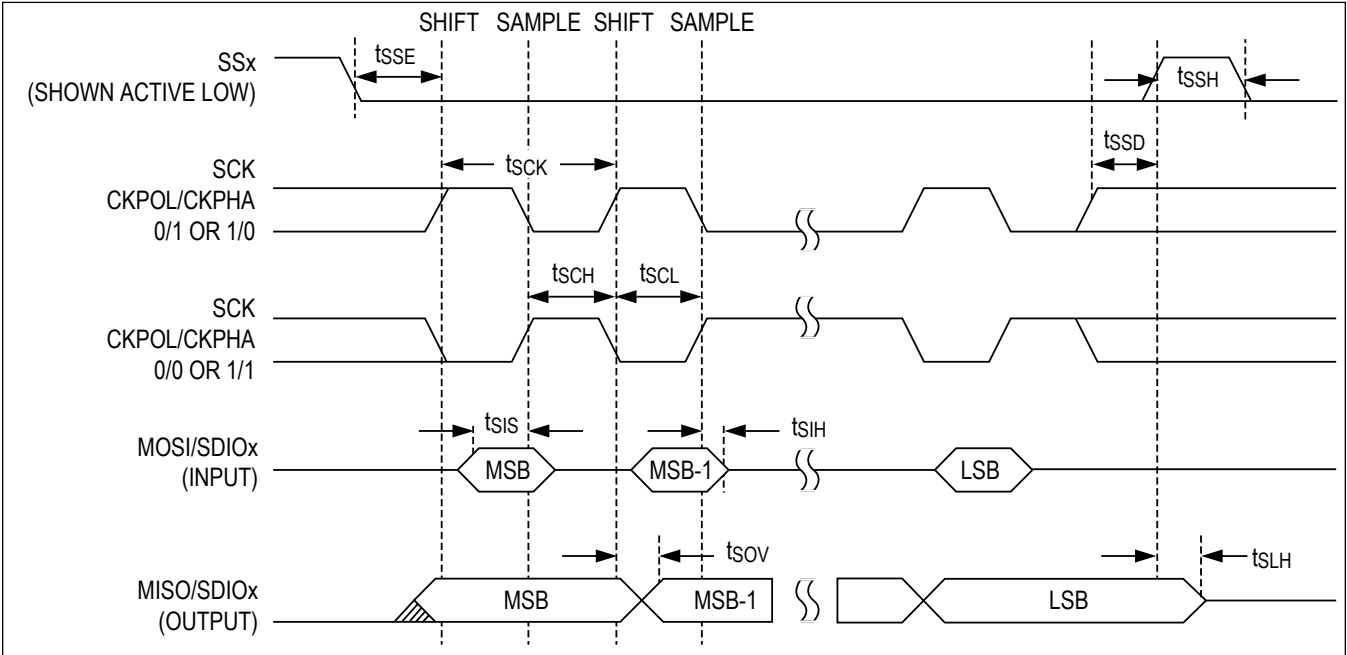 SHIFT SAMPLE SHIFT SAMPLE
SSx
(SHOWN ACTIVE LOW)
tSSE
tSSH
tSSD
SCK
CKPOL/CKPHA
0/1 OR 1/0
tSCK
tSCH
tSCL
SCK
CKPOL/CKPHA
0/0 OR 1/1
tSIS
tSIH
MOSI/SDIOx
(INPUT)
MSB
MSB-1
LSB
tSOV
tSLH
MISO/SDIOx
(OUTPUT)
MSB
MSB-1
LSB